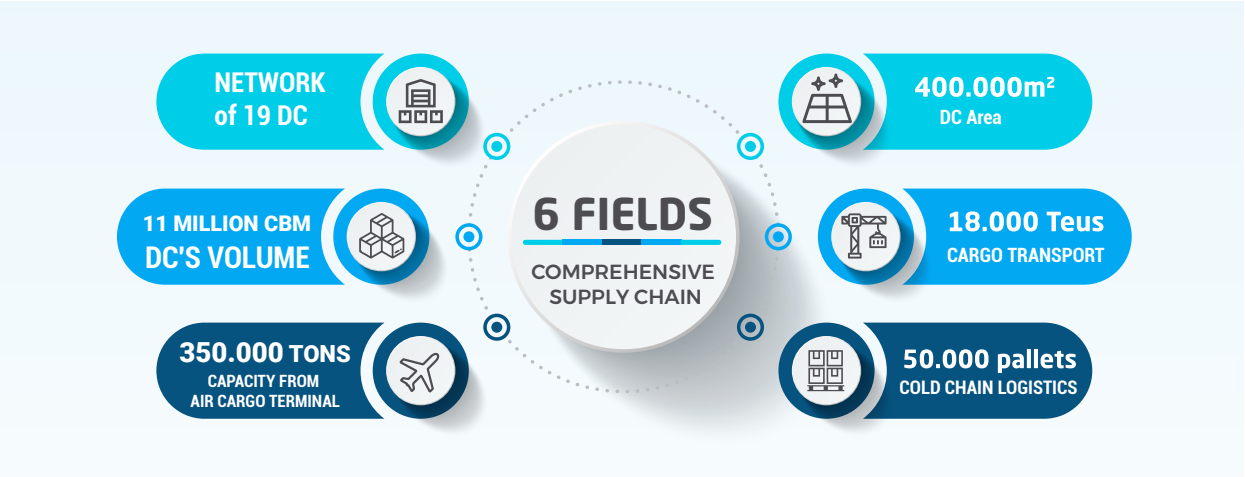 NETWORK
of 19 DC
11 MILLION CBM
DC'S VOLUME
350.000 TONS
CAPACITY FROM
AIR CARGO TERMINAL
6 FIELDS
COMPREHENSIVE
SUPPLY CHAIN
400.000m²
DC Area
18.000 Teus
CARGO TRANSPORT
50.000 pallets
COLD CHAIN LOGISTICS